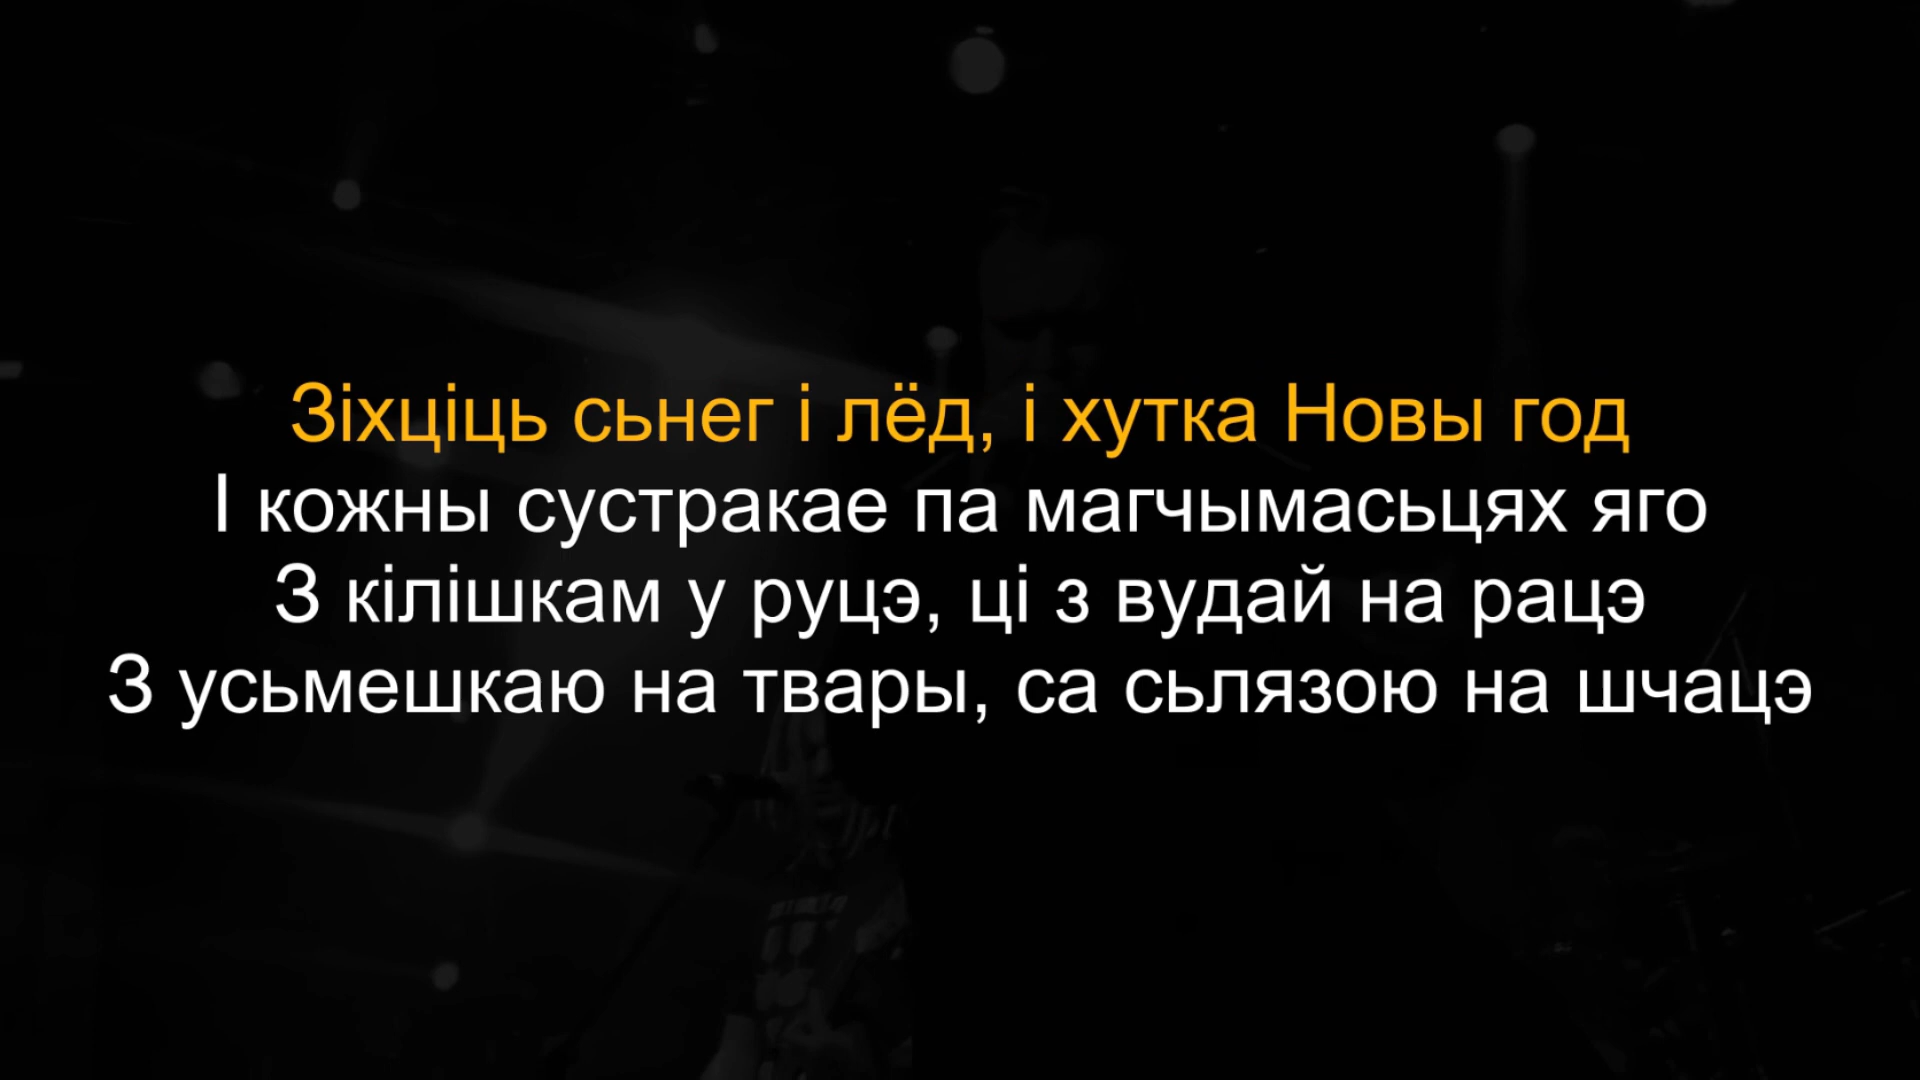 Зіхціць сьнег і лёд, і хутка Новы год
І кожны сустракае па магчымасьцях яго
З кілішкам у руцэ, ці з вудай на рацэ
З усьмешкаю на твары, са сьлязою на шчацэ